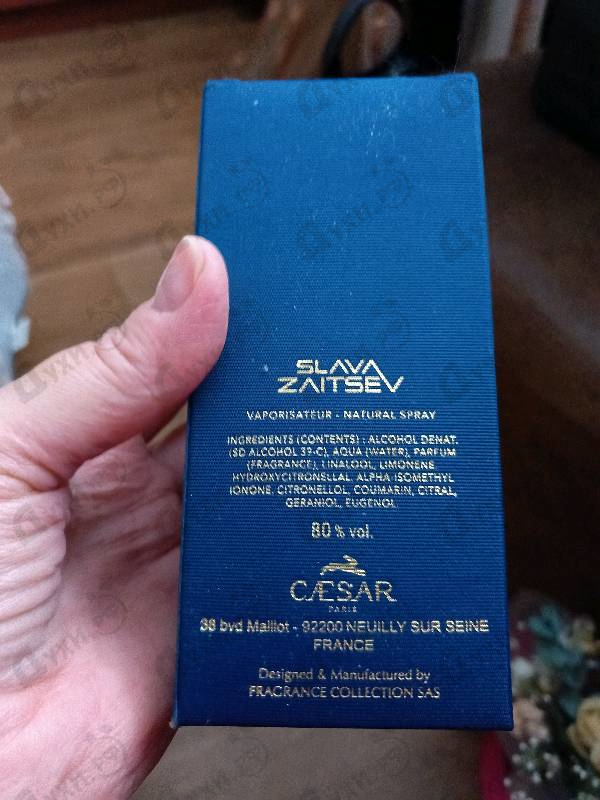 SLAVA
ZAITSEV
VAPORISATEUR - NATURAL SPRAY
INGREDIENTS (CONTENTS) : ALCOHOL DENAT.
(SD ALCOHOL 39-C), AQUA (WATER), PARFUM
(FRAGRANCE), LINALOOL, LIMONENE
HYDROXYCITRONELLAL, ALPHA-ISOMETHYL
IONONE, CITRONELLOL, COUMARIN, CITRAL,
GERANIOL, EUGENOL.
80 % vol.
CÆSAR
PARIS
bvd Maillot - 92200 NEUILLY SUR SEINE
FRANCE
Designed & Manufactured by
FRAGRANCE COLLECTION SAS
Духи.рф